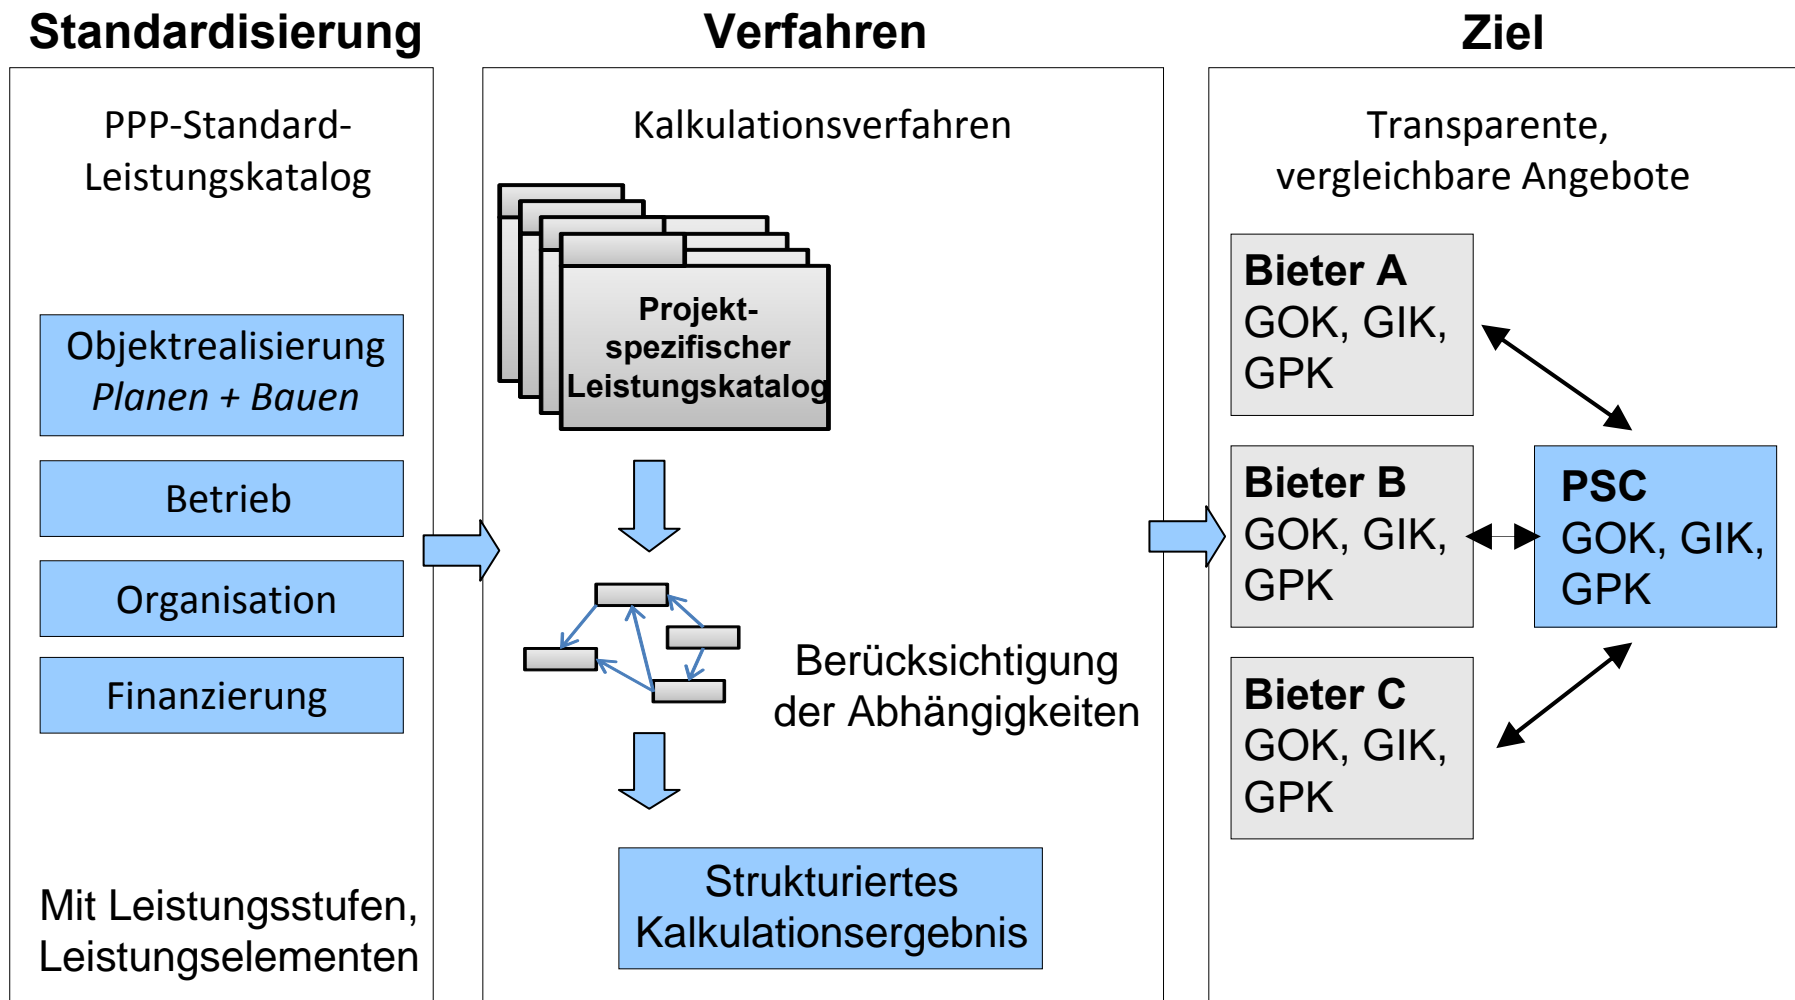 Standardisierung
PPP-Standard-
Leistungskatalog
Objektrealisierung
Planen + Bauen
Betrieb
Organisation
Finanzierung
Mit Leistungsstufen,
Leistungselementen
Verfahren
Kalkulationsverfahren
Projekt-
spezifischer
Leistungskatalog
Berücksichtigung
der Abhängigkeiten
Strukturiertes
Kalkulationsergebnis
Ziel
Transparente,
vergleichbare Angebote
Bieter A
GOK, GIK,
GPK
Bieter B
GOK, GIK,
GPK
Bieter C
GOK, GIK,
GPK
PSC
GOK, GIK,
GPK